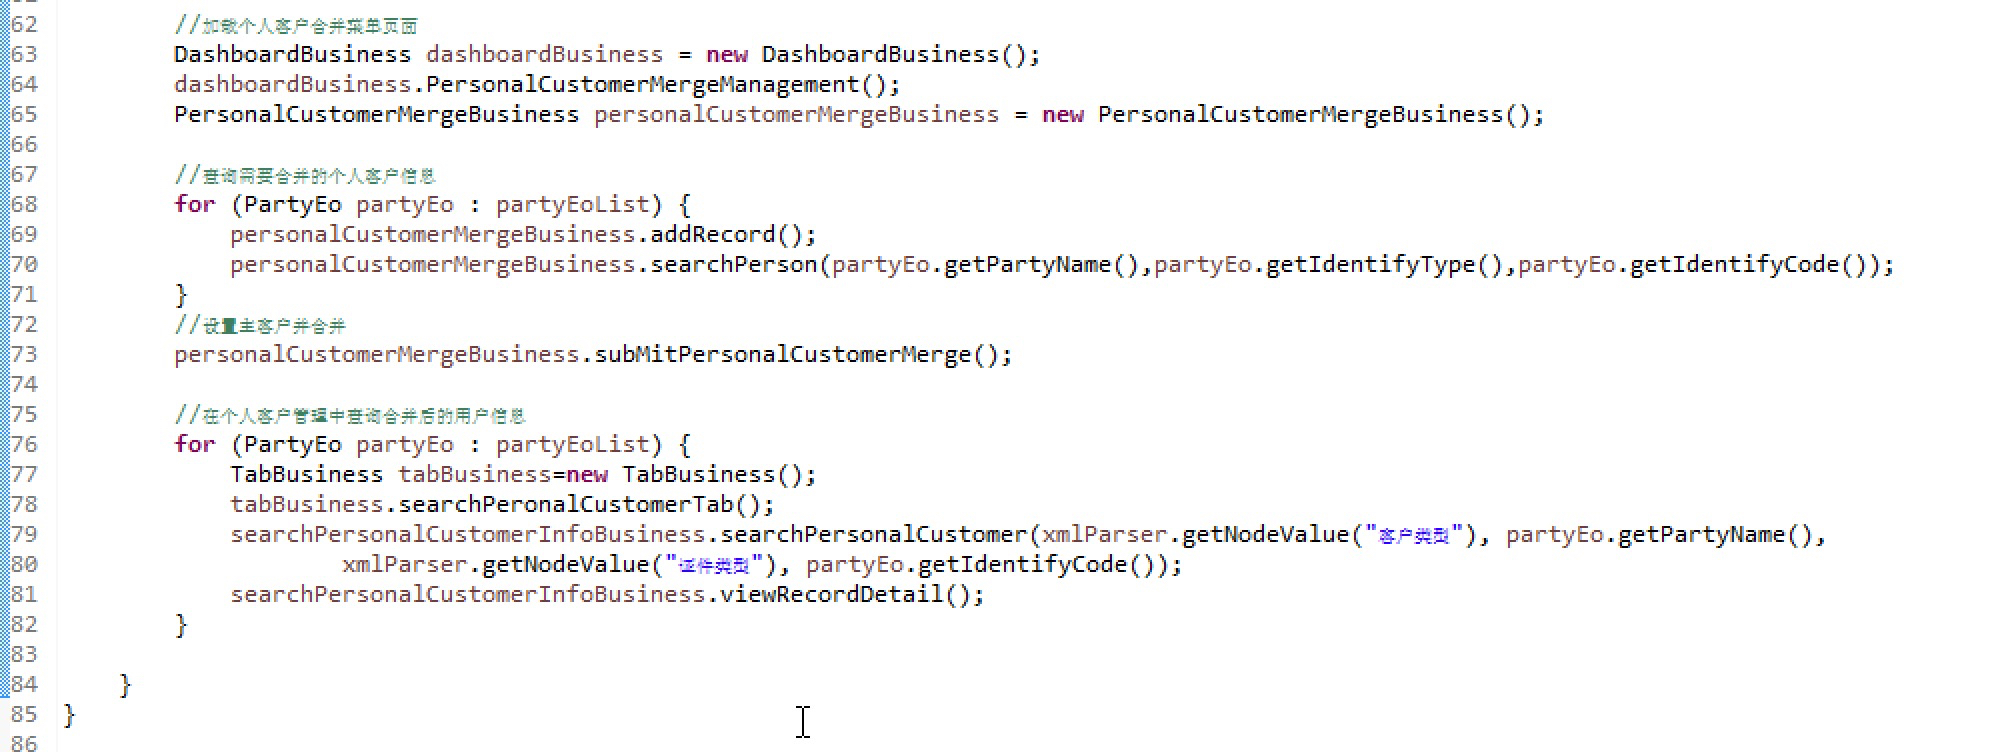 62 //加载个人客户合并菜单页面
63 DashboardBusiness dashboardBusiness = new DashboardBusiness();
64 dashboardBusiness.PersonalCustomerMergeManagement();
65 PersonalCustomerMergeBusiness personalCustomerMergeBusiness = new PersonalCustomerMergeBusiness();
66
67 //查询需要合并的个人客户信息
68 for (PartyEo partyEo : partyEoList) {
69 personalCustomerMergeBusiness.addRecord();
70 personalCustomerMergeBusiness.searchPerson(partyEo.getPartyName(),partyEo.getIdentifyType(),partyEo.getIdentifyCode());
71 }
72 //设置主客户并合并
73 personalCustomerMergeBusiness.subMitPersonalCustomerMerge();
74
75 //在个人客户管理中查询合并后的用户信息
76 for (PartyEo partyEo : partyEoList) {
77 TabBusiness tabBusiness=new TabBusiness();
78 tabBusiness.searchPeronalCustomerTab();
79 searchPersonalCustomerInfoBusiness.searchPersonalCustomer(xmlParser.getNodeValue("客户类型"), partyEo.getPartyName(),
80 xmlParser.getNodeValue("证件类型"), partyEo.getIdentifyCode());
81 searchPersonalCustomerInfoBusiness.viewRecordDetail();
82 }
83
84 }
85 }
86